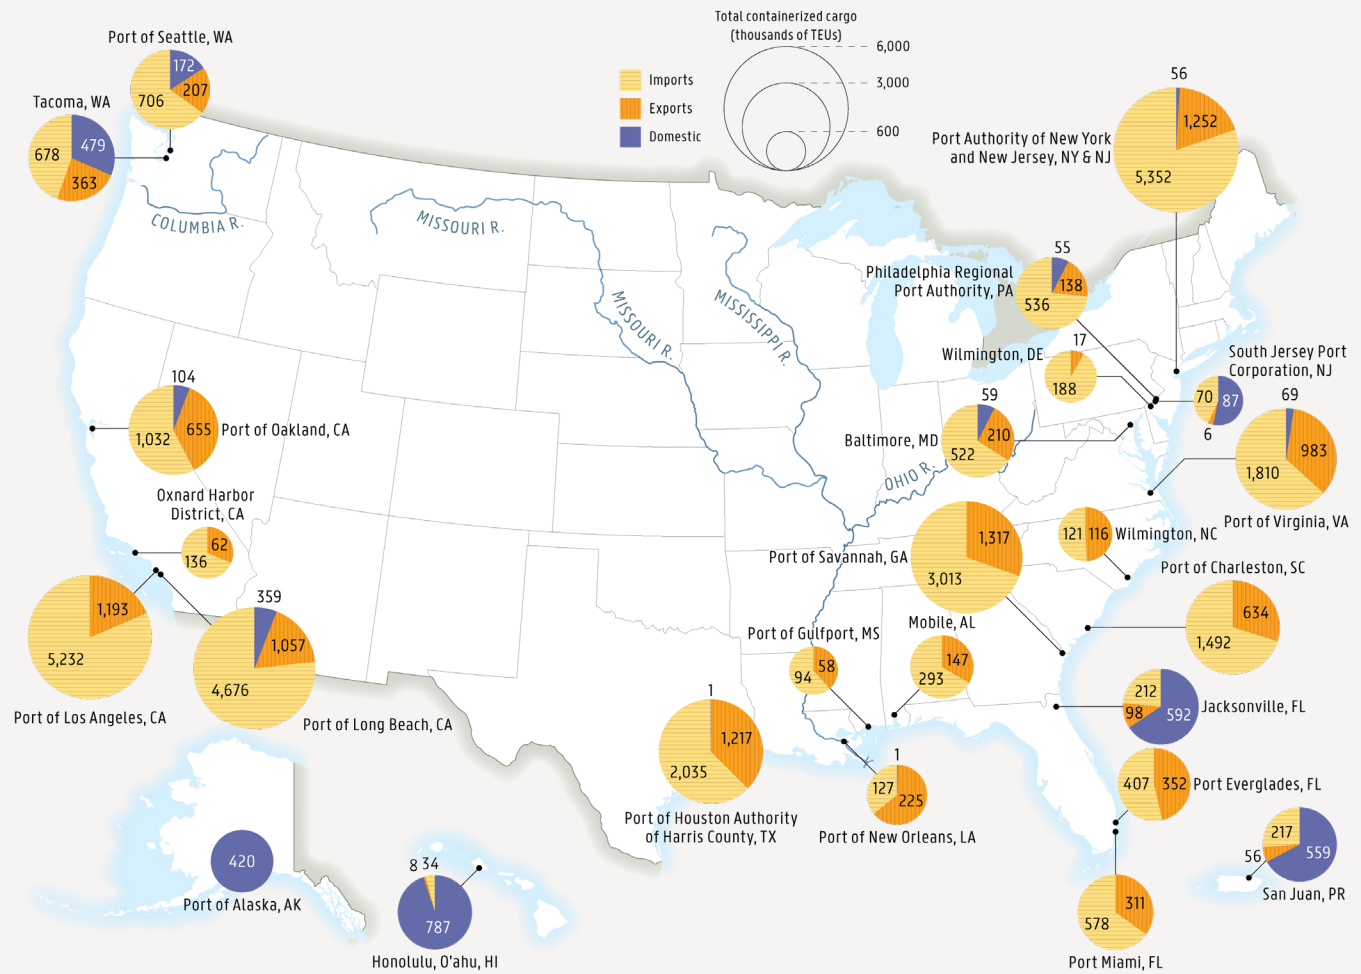 Total containerized cargo
(thousands of TEUs)
6,000
3,000
600
Imports
Exports
Domestic
Port of Seattle, WA
172
207
706
Tacoma, WA
479
678
363
COLUMBIA R.
MISSOURI R.
MISSOURI R.
MISSISSIPPI R.
OHIO R.
56
1,252
5,352
Port Authority of New York
and New Jersey, NY & NJ
55
138
536
Philadelphia Regional
Port Authority, PA
17
188
Wilmington, DE
South Jersey Port
Corporation, NJ
70
87
6
59
210
522
Baltimore, MD
69
983
1,810
Port of Virginia, VA
104
655
1,032
Port of Oakland, CA
Oxnard Harbor
District, CA
62
136
1,193
5,232
Port of Los Angeles, CA
359
1,057
4,676
Port of Long Beach, CA
1,317
3,013
Port of Savannah, GA
121
116
Wilmington, NC
Port of Charleston, SC
634
1,492
Port of Gulfport, MS
58
94
Mobile, AL
147
293
212
98
592
Jacksonville, FL
1
1,217
2,035
Port of Houston Authority
of Harris County, TX
1
127
225
Port of New Orleans, LA
407
352
Port Everglades, FL
217
56
559
San Juan, PR
311
578
Port Miami, FL
420
Port of Alaska, AK
8
34
787
Honolulu, O'ahu, HI